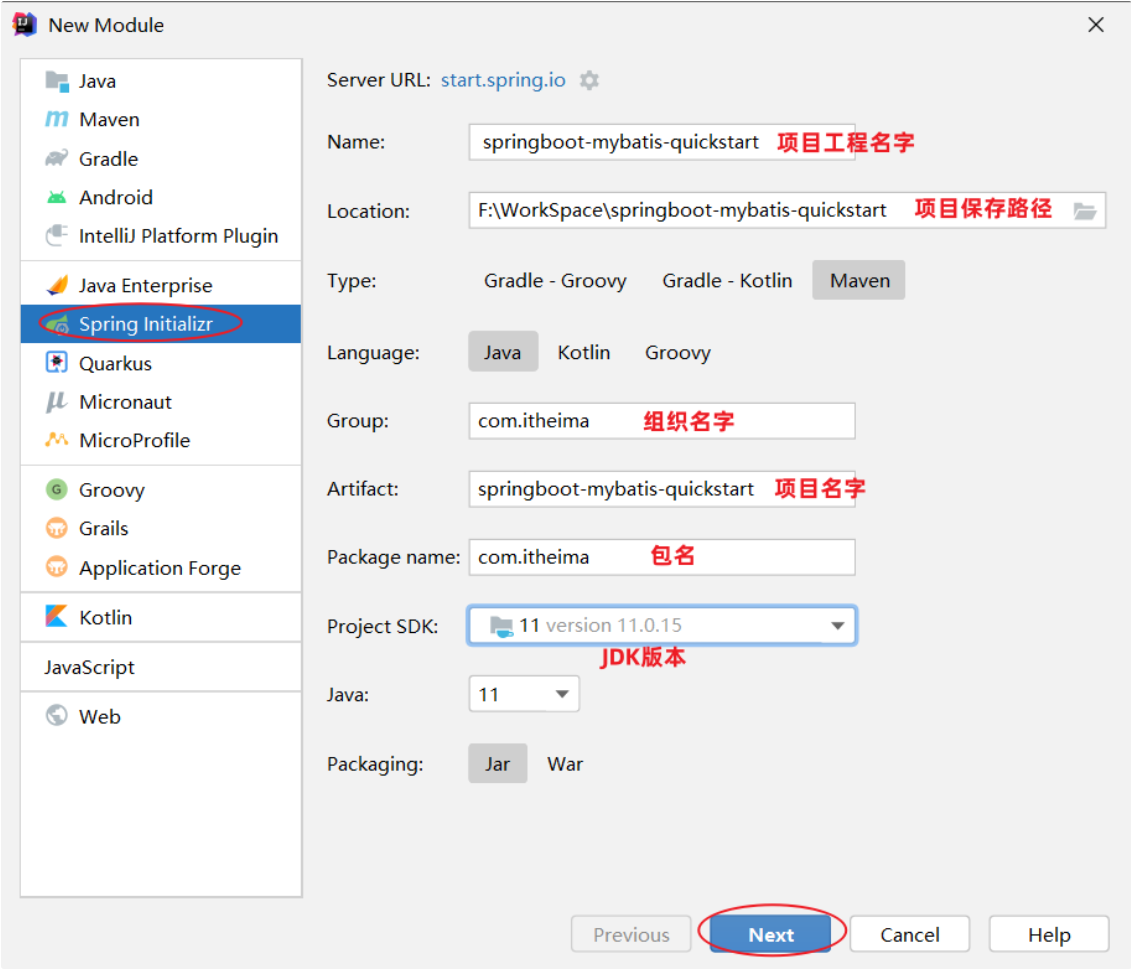 New Module
Java
Maven
Gradle
Android
IntelliJ Platform Plugin
Java Enterprise
Spring Initializr
Quarkus
Micronaut
MicroProfile
Groovy
Grails
Application Forge
Kotlin
JavaScript
Web
Server URL: start.spring.io
Name: springboot-mybatis-quickstart 项目工程名字
Location: F:\WorkSpace\springboot-mybatis-quickstart 项目保存路径
Type: Gradle - Groovy Gradle - Kotlin Maven
Language: Java Kotlin Groovy
Group: com.itheima 组织名字
Artifact: springboot-mybatis-quickstart 项目名字
Package name: com.itheima 包名
Project SDK: 11 version 11.0.15
JDK版本
Java: 11
Packaging: Jar War
Previous Next Cancel Help